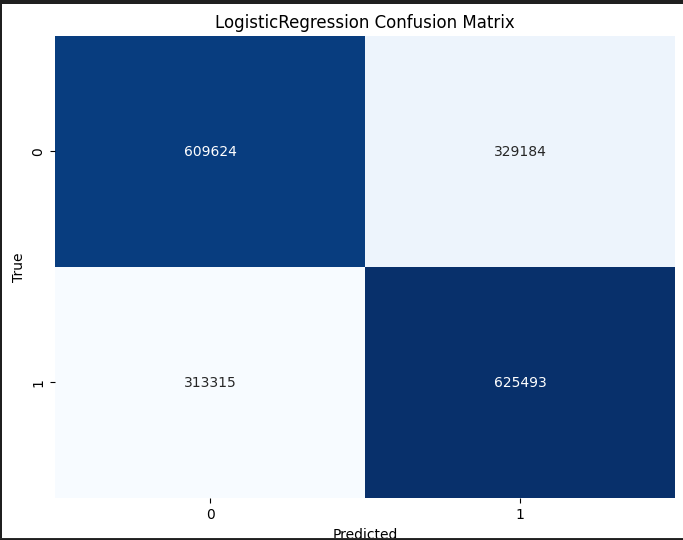 LogisticRegression Confusion Matrix
0
609624
329184
True
1
313315
625493
0
1
Predicted